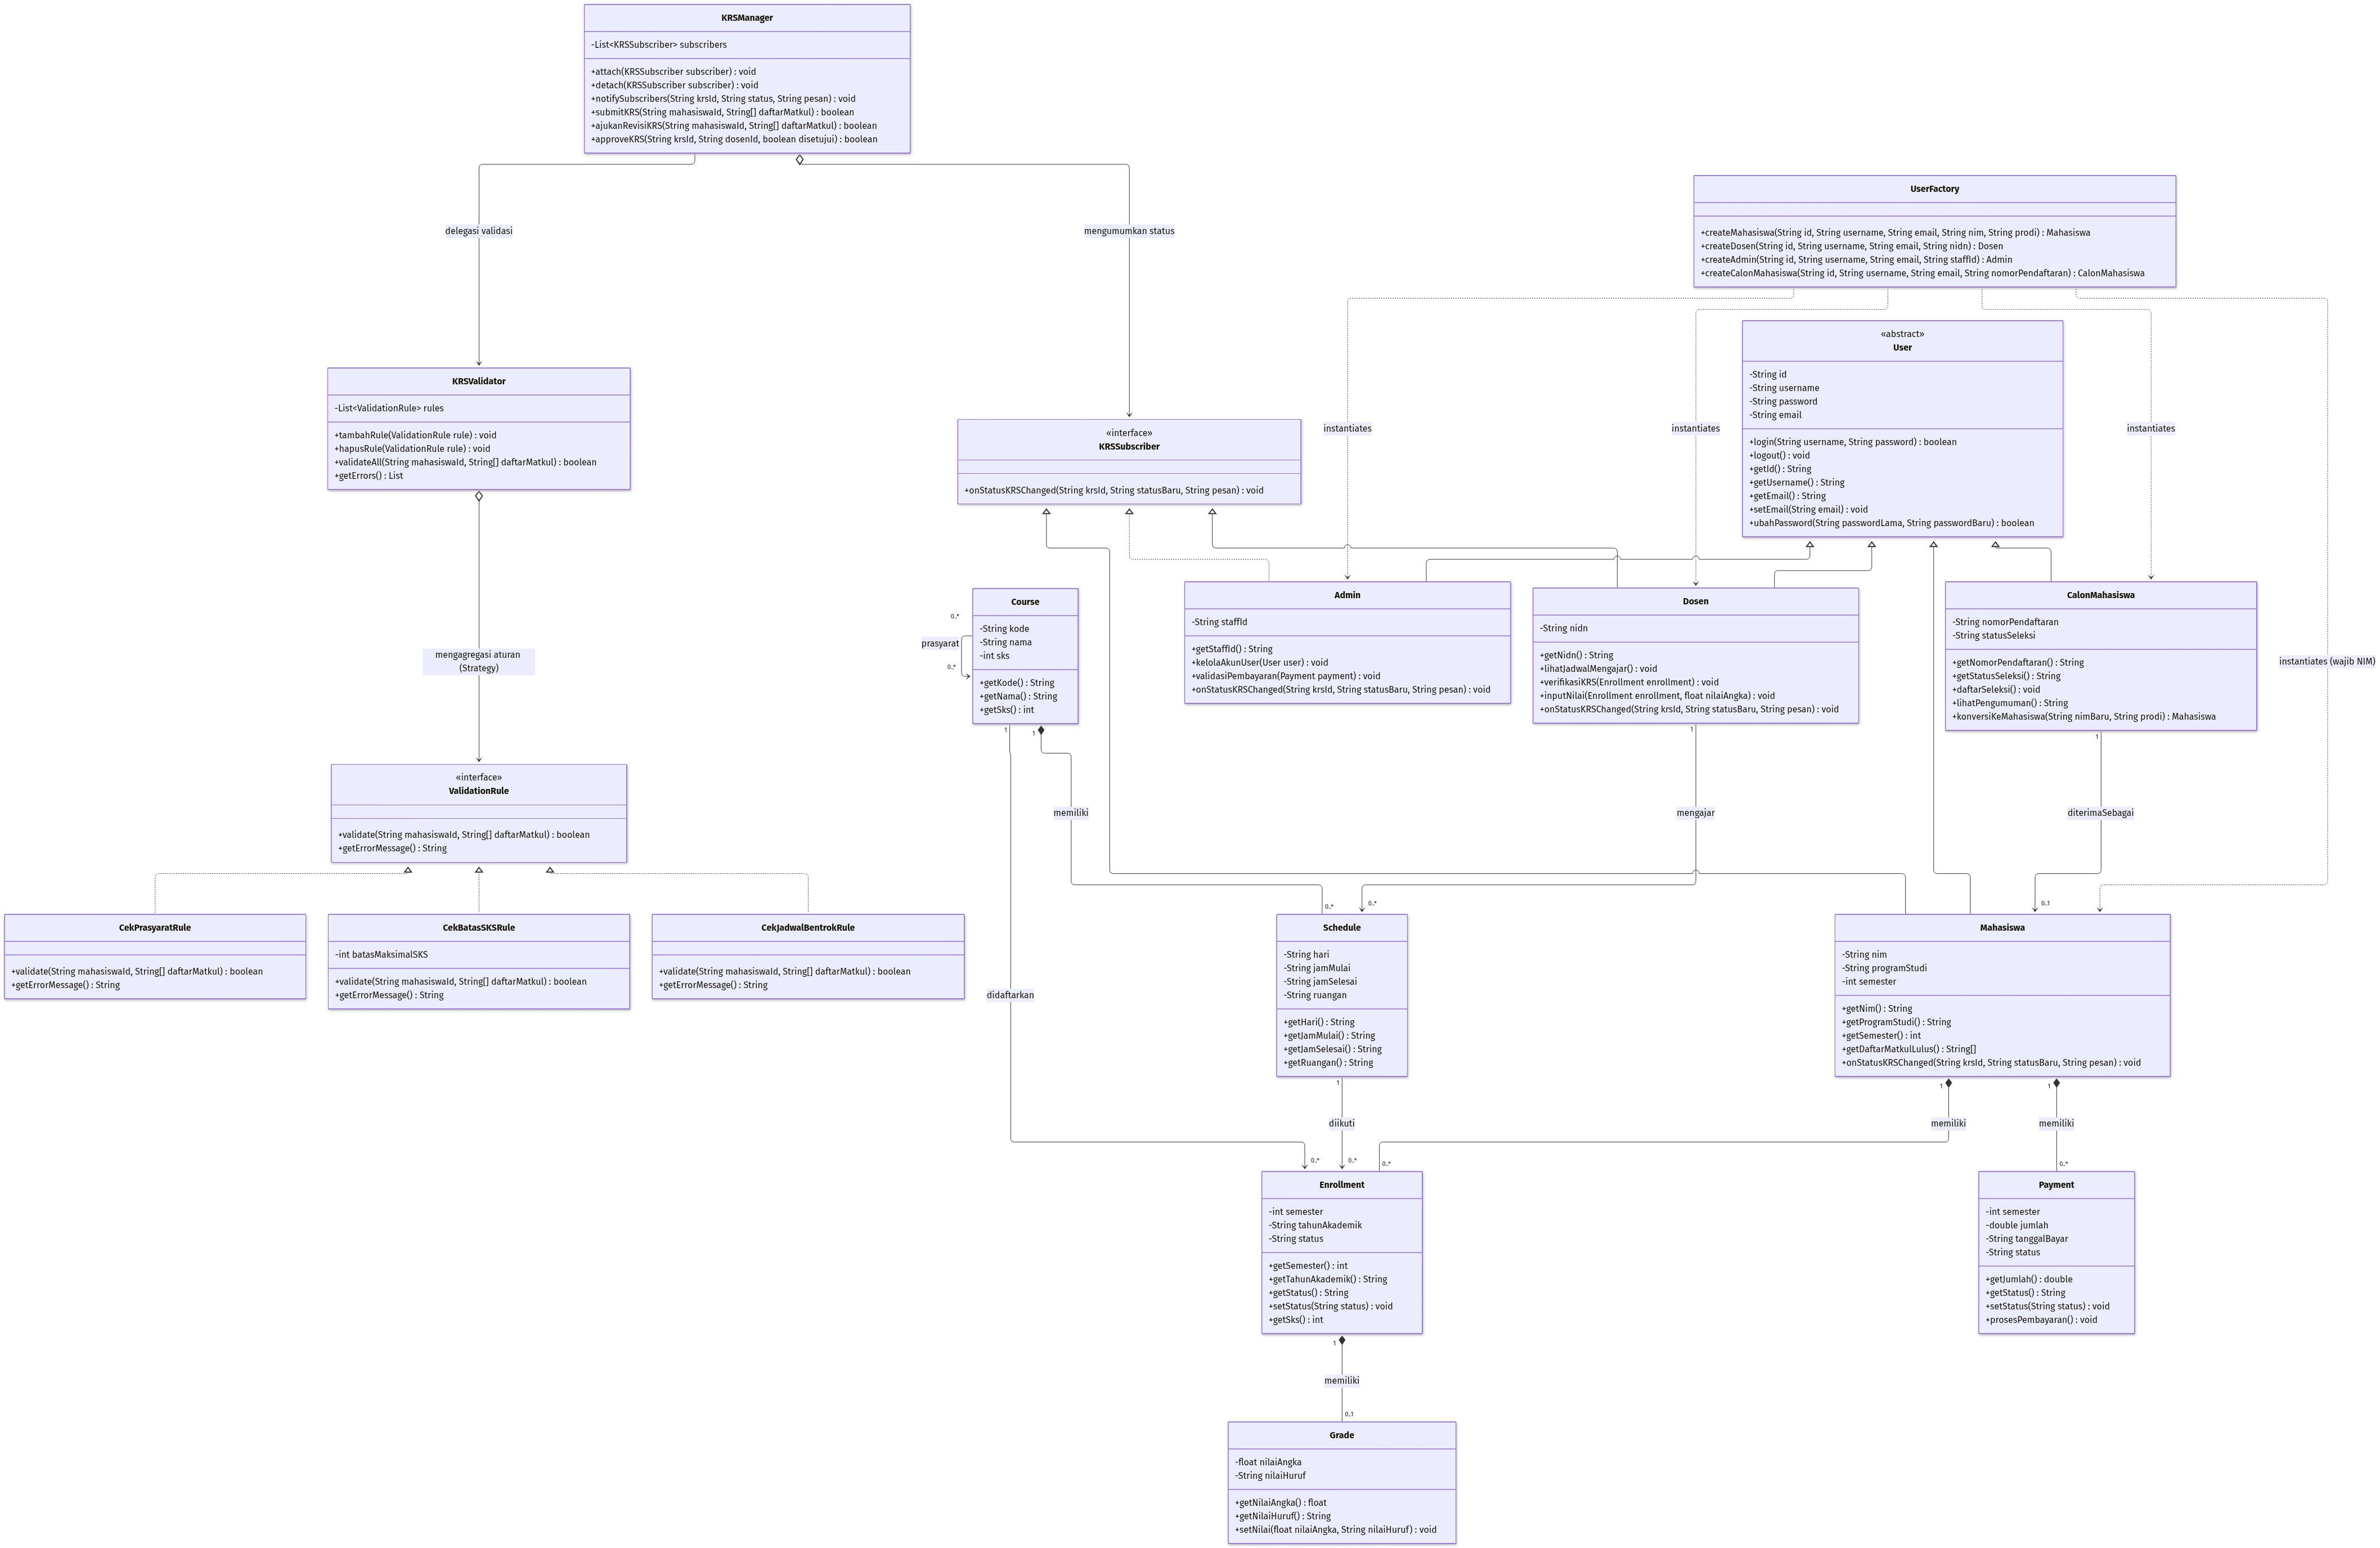 KRSManager
-List<KRSSubscriber> subscribers
+attach(KRSSubscriber subscriber) : void
+detach(KRSSubscriber subscriber) : void
+notifySubscribers(String krsId, String status, String pesan) : void
+submitKRS(String mahasiswaId, String[] daftarMatkul) : boolean
+ajukanRevisiKRS(String mahasiswaId, String[] daftarMatkul) : boolean
+approveKRS(String krsId, String dosenId, boolean disetujui) : boolean
delegasi validasi
mengumumkan status
UserFactory
+createMahasiswa(String id, String username, String email, String nim, String prodi) : Mahasiswa
+createDosen(String id, String username, String email, String nidn) : Dosen
+createAdmin(String id, String username, String email, String staffId) : Admin
+createCalonMahasiswa(String id, String username, String email, String nomorPendaftaran) : CalonMahasiswa
KRSValidator
-List<ValidationRule> rules
+tambahRule(ValidationRule rule) : void
+hapusRule(ValidationRule rule) : void
+validateAll(String mahasiswaId, String[] daftarMatkul) : boolean
+getErrors() : List
«interface»
KRSSubscriber
+onStatusKRSChanged(String krsId, String statusBaru, String pesan) : void
instantiates
instantiates
«abstract»
User
-String id
-String username
-String password
-String email
+login(String username, String password) : boolean
+logout() : void
+getId() : String
+getUsername() : String
+getEmail() : String
+setEmail(String email) : void
+ubahPassword(String passwordLama, String passwordBaru) : boolean
instantiates
instantiates (wajib NIM)
mengagregasi aturan
(Strategy)
0..*
prasyarat
0..*
Course
-String kode
-String nama
-int sks
+getKode() : String
+getNama() : String
+getSks() : int
1
1
Admin
-String staffId
+getStaffId() : String
+kelolaAkunUser(User user) : void
+validasiPembayaran(Payment payment) : void
+onStatusKRSChanged(String krsId, String statusBaru, String pesan) : void
Dosen
-String nidn
+getNidn() : String
+lihatJadwalMengajar() : void
+verifikasiKRS(Enrollment enrollment) : void
+inputNilai(Enrollment enrollment, float nilaiAngka) : void
+onStatusKRSChanged(String krsId, String statusBaru, String pesan) : void
1
CalonMahasiswa
-String nomorPendaftaran
-String statusSeleksi
+getNomorPendaftaran() : String
+getStatusSeleksi() : String
+daftarSeleksi() : void
+lihatPengumuman() : String
+konversiKeMahasiswa(String nimBaru, String prodi) : Mahasiswa
1
«interface»
ValidationRule
+validate(String mahasiswaId, String[] daftarMatkul) : boolean
+getErrorMessage() : String
memiliki
mengajar
diterimaSebagai
CekPrasyaratRule
+validate(String mahasiswaId, String[] daftarMatkul) : boolean
+getErrorMessage() : String
CekBatasSKSRule
-int batasMaksimalSKS
+validate(String mahasiswaId, String[] daftarMatkul) : boolean
+getErrorMessage() : String
CekJadwalBentrokRule
+validate(String mahasiswaId, String[] daftarMatkul) : boolean
+getErrorMessage() : String
didaftarkan
0..*
0..*
Schedule
-String hari
-String jamMulai
-String jamSelesai
-String ruangan
+getHari() : String
+getJamMulai() : String
+getJamSelesai() : String
+getRuangan() : String
1
0..1
Mahasiswa
-String nim
-String programStudi
-int semester
+getNim() : String
+getProgramStudi() : String
+getSemester() : int
+getDaftarMatkulLulus() : String[]
+onStatusKRSChanged(String krsId, String statusBaru, String pesan) : void
1
1
diikuti
memiliki
memiliki
0..*
0..*
0..*
0..*
Enrollment
-int semester
-String tahunAkademik
-String status
+getSemester() : int
+getTahunAkademik() : String
+getStatus() : String
+setStatus(String status) : void
+getSks() : int
1
Payment
-int semester
-double jumlah
-String tanggalBayar
-String status
+getJumlah() : double
+getStatus() : String
+setStatus(String status) : void
+prosesPembayaran() : void
memiliki
0..1
Grade
-float nilaiAngka
-String nilaiHuruf
+getNilaiAngka() : float
+getNilaiHuruf() : String
+setNilai(float nilaiAngka, String nilaiHuruf) : void